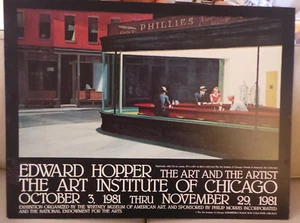 PHILLIES
EDWARD HOPPER THE ART AND THE ARTIST
THE ART INSTITUTE OF CHICAGO
OCTOBER 3, 1981 THRU NOVEMBER 29, 1981
EXHIBITION ORGANIZED BY THE WHITNEY MUSEUM OF AMERICAN ART, AND SPONSORED BY PHILIP MORRIS INCORPORATED
AND THE NATIONAL ENDOWMENT FOR THE ARTS.